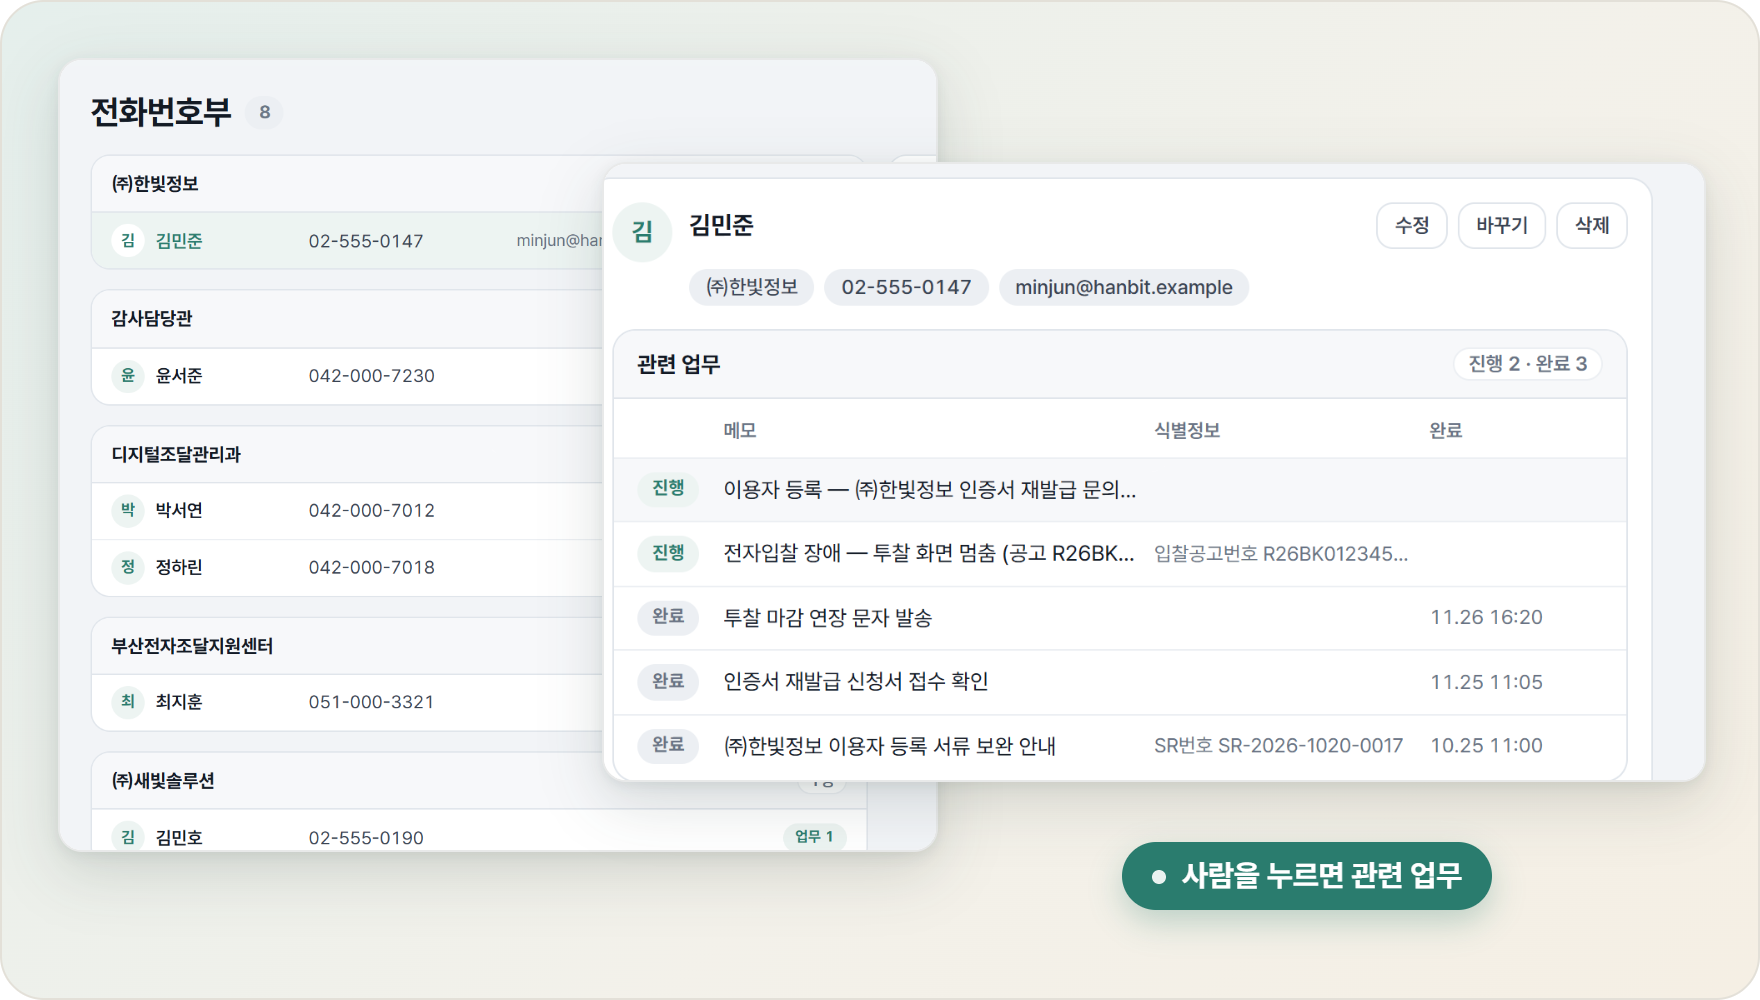 전화번호부 8
㈜한빛정보
김 김민준 02-555-0147
감사담당관
윤 윤서준 042-000-7230
디지털조달관리과
박 박서연 042-000-7012
정 정하린 042-000-7018
부산전자조달지원센터
최 최지훈 051-000-3321
㈜새빛솔루션
김 김민호 02-555-0190 업무 1
김 김민준 수정 바꾸기 삭제
㈜한빛정보 02-555-0147 minjun@hanbit.example
관련 업무 진행 2 · 완료 3
메모 식별정보 완료
진행 이용자 등록 — ㈜한빛정보 인증서 재발급 문의...
진행 전자입찰 장애 — 투찰 화면 멈춤 (공고 R26BK... 입찰공고번호 R26BK012345...
완료 투찰 마감 연장 문자 발송 11.26 16:20
완료 인증서 재발급 신청서 접수 확인 11.25 11:05
완료 ㈜한빛정보 이용자 등록 서류 보완 안내 SR번호 SR-2026-1020-0017 10.25 11:00
사람을 누르면 관련 업무